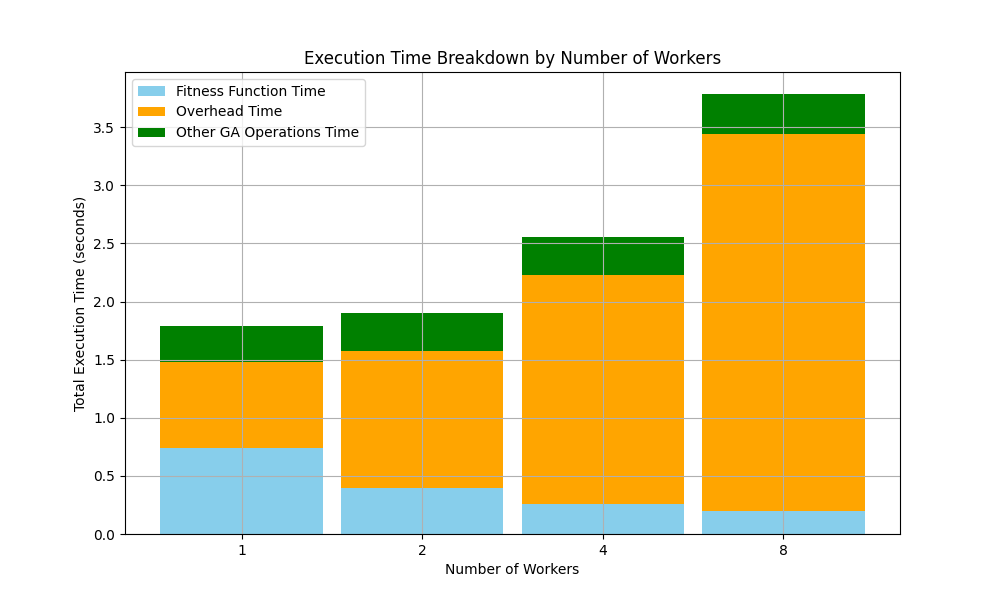 Execution Time Breakdown by Number of Workers
Fitness Function Time
Overhead Time
Other GA Operations Time
Total Execution Time (seconds)
3.5
3.0
2.5
2.0
1.5
1.0
0.5
0.0
1 2 4 8
Number of Workers